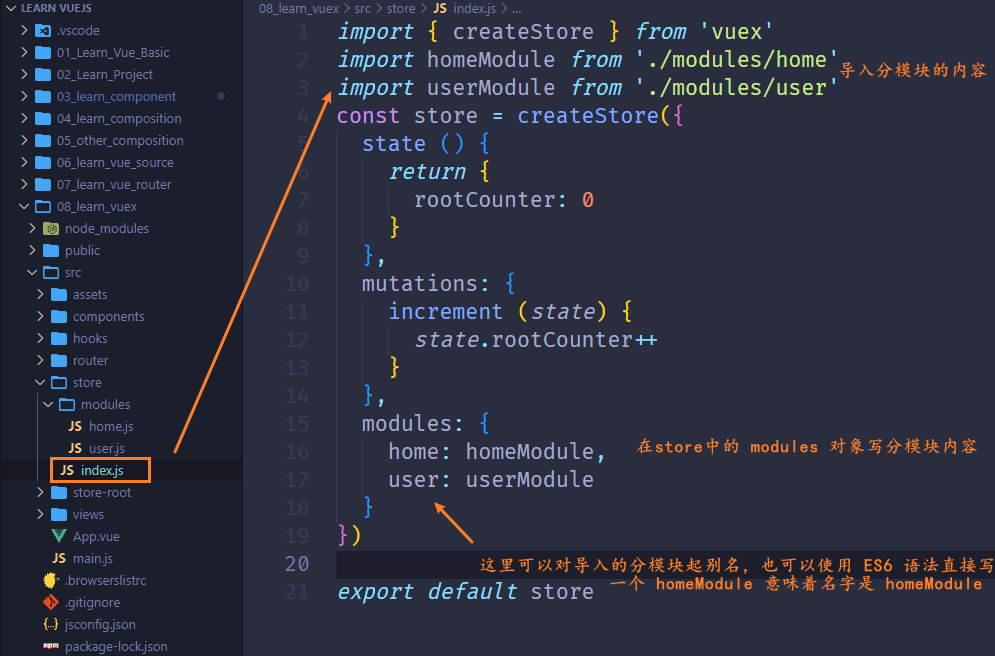 LEARN VUEJS
.vscode
01_Learn_Vue_Basic
02_Learn_Project
03_learn_component
04_learn_composition
05_other_composition
06_learn_vue_source
07_learn_vue_router
08_learn_vuex
node_modules
public
src
assets
components
hooks
router
store
modules
JS home.js
JS user.js
JS index.js
store-root
views
App.vue
JS main.js
.browserslistrc
.gitignore
{..} jsconfig.json
package-lock.json
08_learn_vuex > src > store > JS index.js > ...
1 import { createStore } from 'vuex'
2 import homeModule from './modules/home'
导入分模块的内容
3 import userModule from './modules/user'
4 const store = createStore({
5 state () {
6 return {
7 rootCounter: 0
8 }
9 },
10 mutations: {
11 increment (state) {
12 state.rootCounter++
13 }
14 },
15 modules: {
16 home: homeModule,
在store中的 modules 对象写分模块内容
17 user: userModule
18 }
19 })
20
这里可以对导入的分模块起别名，也可以使用 ES6 语法直接写
一个 homeModule 意味着名字是 homeModule
21 export default store